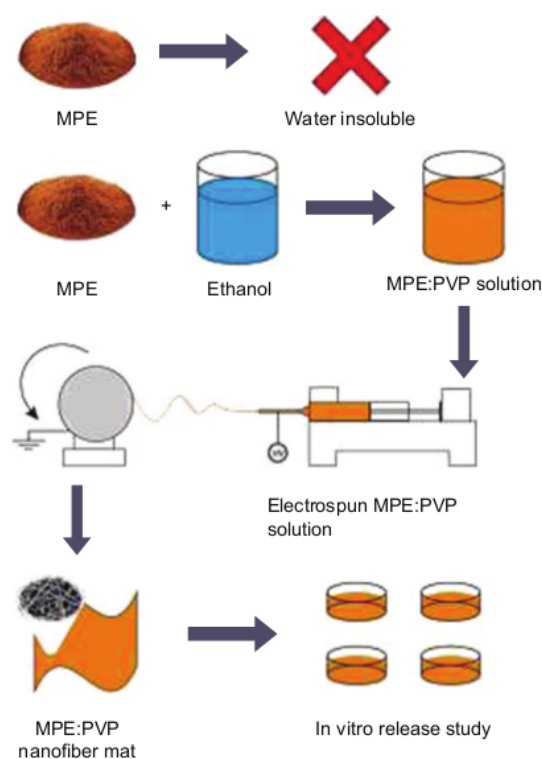 MPE
Water insoluble
+
MPE
Ethanol
MPE:PVP solution
Electrospun MPE:PVP
solution
MPE:PVP
nanofiber mat
In vitro release study